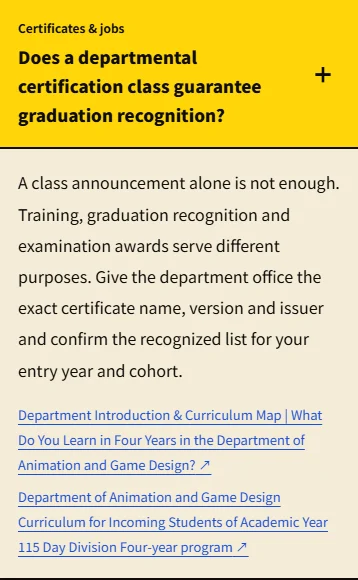 Certificates & jobs
Does a departmental
certification class guarantee
graduation recognition?
+
A class announcement alone is not enough.
Training, graduation recognition and
examination awards serve different
purposes. Give the department office the
exact certificate name, version and issuer
and confirm the recognized list for your
entry year and cohort.
Department Introduction & Curriculum Map | What
Do You Learn in Four Years in the Department of
Animation and Game Design? ↗
Department of Animation and Game Design
Curriculum for Incoming Students of Academic Year
115 Day Division Four-year program ↗